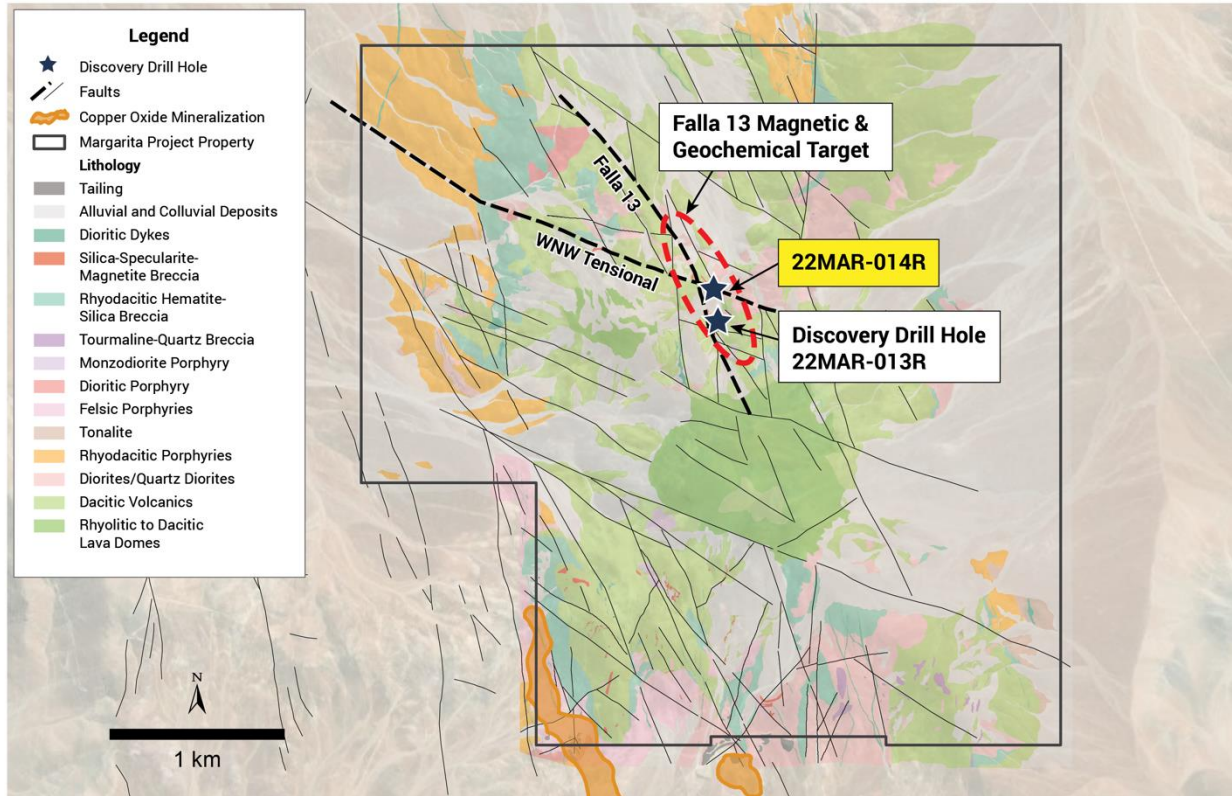 Legend
Discovery Drill Hole
Faults
Copper Oxide Mineralization
Margarita Project Property
Lithology
Tailing
Alluvial and Colluvial Deposits
Dioritic Dykes
Silica-Specularite-
Magnetite Breccia
Rhyodacitic Hematite-
Silica Breccia
Tourmaline-Quartz Breccia
Monzodiorite Porphyry
Dioritic Porphyry
Felsic Porphyries
Tonalite
Rhyodacitic Porphyries
Diorites/Quartz Diorites
Dacitic Volcanics
Rhyolitic to Dacitic
Lava Domes
Falla 13 Magnetic &
Geochemical Target
Falla 13
WNW Tensional
22MAR-014R
Discovery Drill Hole
22MAR-013R
N
1 km